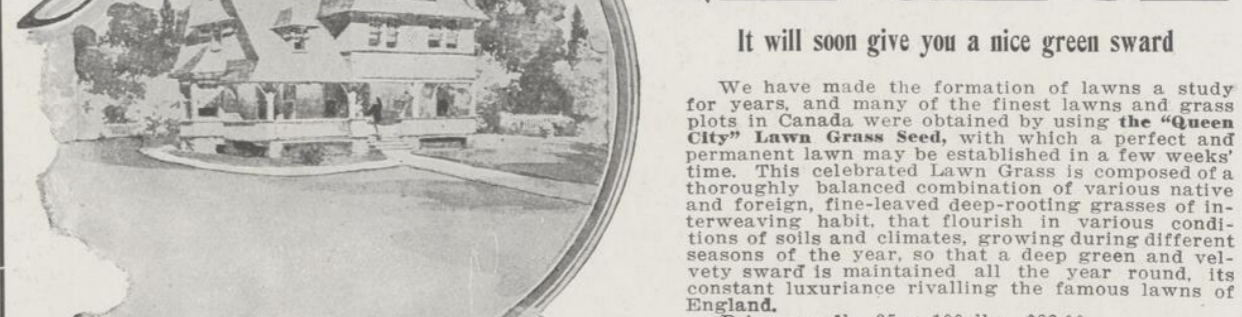 It will soon give you a nice green sward
We have made the formation of lawns a study
for years, and many of the finest lawns and grass
plots in Canada were obtained by using the "Queen
City" Lawn Grass Seed, with which a perfect and
permanent lawn may be established in a few weeks'
time. This celebrated Lawn Grass is composed of a
thoroughly balanced combination of various native
and foreign, fine-leaved deep-rooting grasses of in-
terweaving habit, that flourish in various condi-
tions of soils and climates, growing during different
seasons of the year, so that a deep green and vel-
vety sward is maintained all the year round, its
constant luxuriance rivalling the famous lawns of
England.